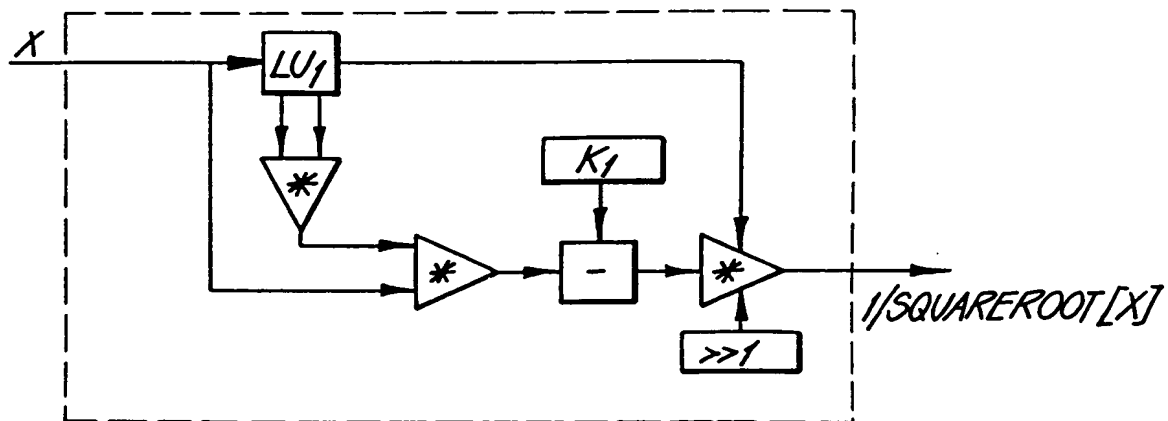 X
LU1
*
K1
*
-
*
>>1
1/SQUAREROOT[X]